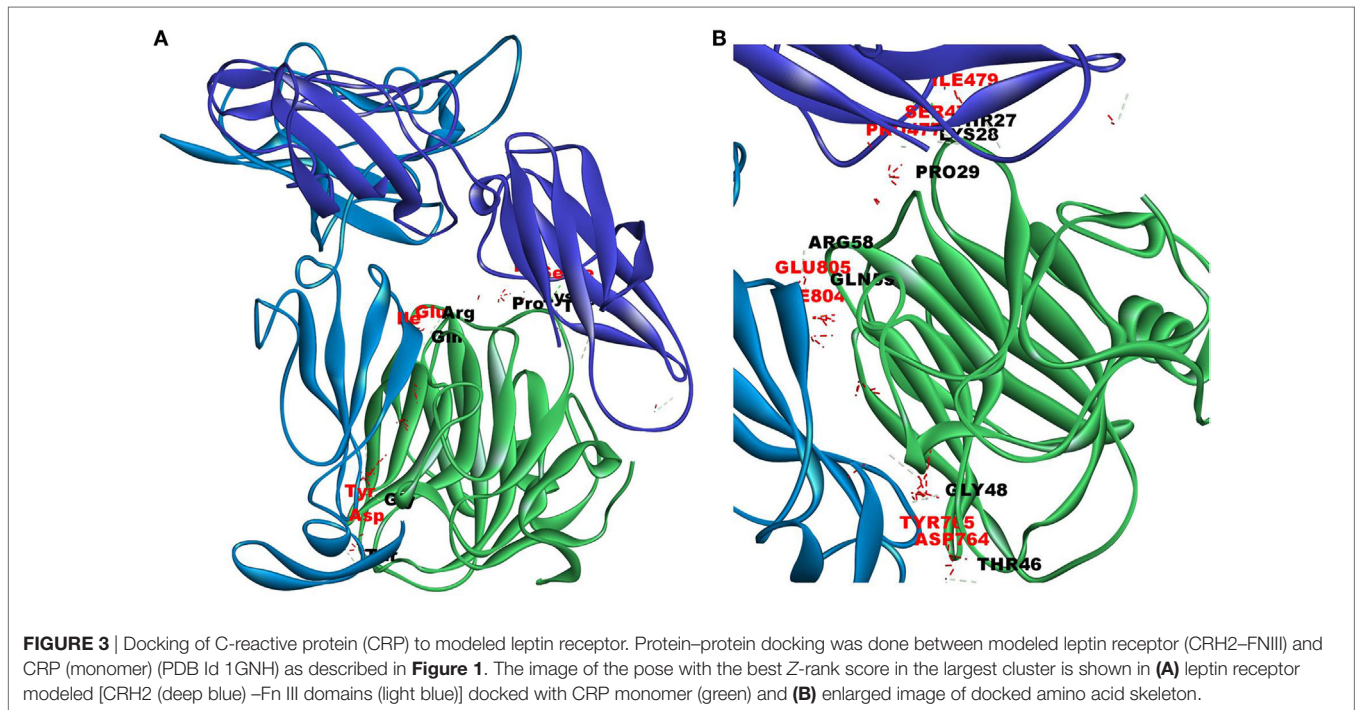 A
B
Pro
Ile
Glu
Arg
Gln
Tyr
Asp
ILE479
LYS28
PRO29
ARG58
GLU805
GLY48
ASP764
THR46
FIGURE 3 | Docking of C-reactive protein (CRP) to modeled leptin receptor. Protein–protein docking was done between modeled leptin receptor (CRH2–FNIII) and
CRP (monomer) (PDB Id 1GNH) as described in Figure 1. The image of the pose with the best Z-rank score in the largest cluster is shown in (A) leptin receptor
modeled [CRH2 (deep blue) –Fn III domains (light blue)] docked with CRP monomer (green) and (B) enlarged image of docked amino acid skeleton.